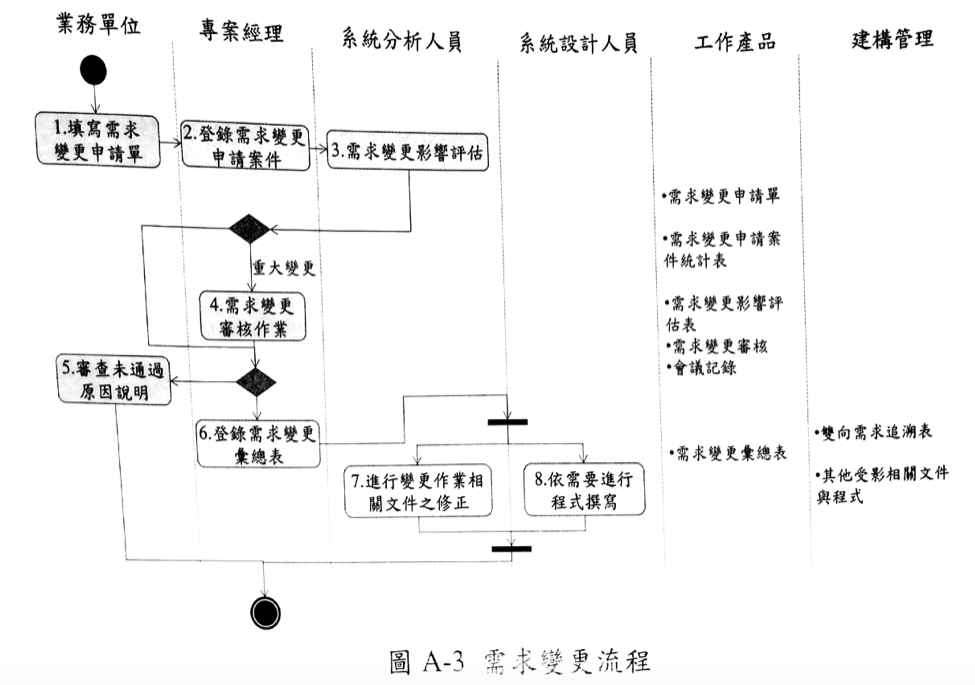 業務單位
專案經理
系統分析人員
系統設計人員
工作產品
建構管理
1.填寫需求
變更申請單
2.登錄需求變更
申請案件
3.需求變更影響評估
重大變更
4.需求變更
審核作業
5.審查未通過
原因說明
6.登錄需求變更
彙總表
7.進行變更作業相
關文件之修正
8.依需要進行
程式撰寫
•需求變更申請單
•需求變更申請案
件統計表
•需求變更影響評
估表
•需求變更審核
•會議記錄
•需求變更彙總表
•雙向需求追溯表
•其他受影相關文件
與程式
圖 A-3 需求變更流程